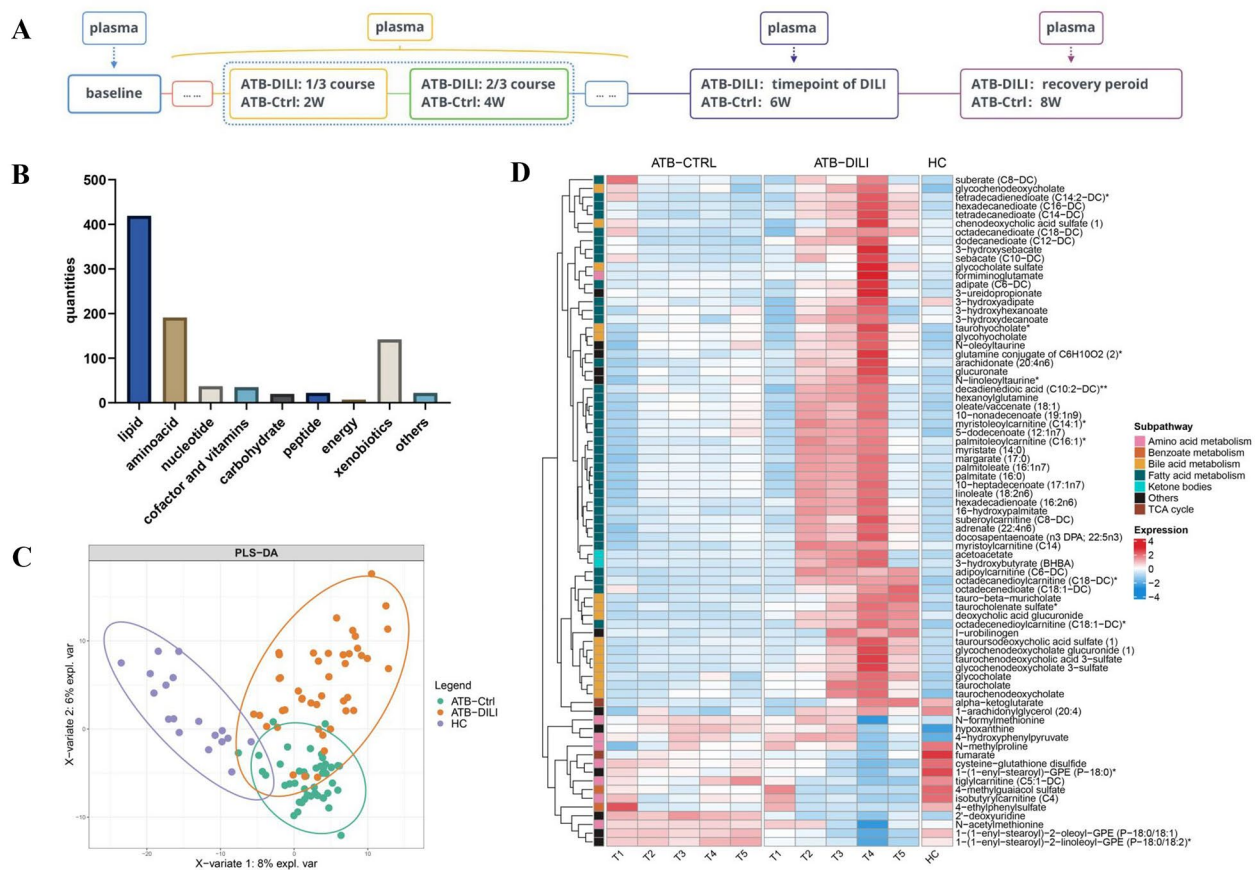 A
plasma
plasma
plasma
plasma
baseline
... ...
ATB-DILI: 1/3 course
ATB-Ctrl: 2W
ATB-DILI: 2/3 course
ATB-Ctrl: 4W
... ...
ATB-DILI: timepoint of DILI
ATB-Ctrl: 6W
ATB-DILI: recovery peroid
ATB-Ctrl: 8W
B
quantities
500
400
300
200
100
0
lipid
aminoacid
nucleotide
cofactor and vitamins
carbohydrate
peptide
energy
xenobiotics
others
C
PLS-DA
X-variate 2: 6% expl. var
10
0
-10
-20
-10
0
10
X-variate 1: 8% expl. var
Legend
ATB-Ctrl
ATB-DILI
HC
D
ATB-CTRL
ATB-DILI
HC
suberate (C8-DC)
glycochenodeoxycholate
tetradecadienedioate (C14:2-DC)*
hexadecanedioate (C16-DC)
tetradecanedioate (C14-DC)
chenodeoxycholic acid sulfate (1)
octadecanedioate (C18-DC)
dodecanedioate (C12-DC)
3-hydroxysebacate
sebacate (C10-DC)
glycocholate sulfate
formiminoglutamate
adipate (C6-DC)
3-ureidopropionate
3-hydroxyadipate
3-hydroxyhexanoate
3-hydroxydecanoate
taurohyocholate*
glycohyocholate
N-oleoyltaurine
glutamine conjugate of C6H10O2 (2)*
arachidonate (20:4n6)
glucuronate
N-linoleoyltaurine*
decadienedioic acid (C10:2-DC)**
hexanoylglutamine
oleate/vaccenate (18:1)
10-nonadecenoate (19:1n9)
myristoleoylcarnitine (C14:1)*
5-dodecenoate (12:1n7)
palmitoleoylcarnitine (C16:1)*
myristate (14:0)
margarate (17:0)
palmitoleate (16:1n7)
palmitate (16:0)
10-heptadecenoate (17:1n7)
linoleate (18:2n6)
hexadecadienoate (16:2n6)
16-hydroxypalmitate
suberoylcarnitine (C8-DC)
adrenate (22:4n6)
docosapentaenoate (n3 DPA; 22:5n3)
myristoylcarnitine (C14)
acetoacetate
3-hydroxybutyrate (BHBA)
adipoylcarnitine (C6-DC)
octadecanedioylcarnitine (C18-DC)*
octadecenedioate (C18:1-DC)
tauro-beta-muricholate
taurocholenate sulfate*
deoxycholic acid glucuronide
octadecenedioylcarnitine (C18:1-DC)*
I-urobilinogen
tauroursodeoxycholic acid sulfate (1)
glycochenodeoxycholate glucuronide (1)
taurochenodeoxycholic acid 3-sulfate
glycochenodeoxycholate 3-sulfate
glycocholate
taurocholate
taurochenodeoxycholate
alpha-ketoglutarate
1-arachidonylglycerol (20:4)
N-formylmethionine
hypoxanthine
4-hydroxyphenylpyruvate
N-methylproline
fumarate
cysteine-glutathione disulfide
1-(1-enyl-stearoyl)-GPE (P-18:0)*
tiglylcarnitine (C5:1-DC)
4-methylguaiacol sulfate
isobutyrylcarnitine (C4)
4-ethylphenylsulfate
2'-deoxyuridine
N-acetylmethionine
1-(1-enyl-stearoyl)-2-oleoyl-GPE (P-18:0/18:1)
1-(1-enyl-stearoyl)-2-linoleoyl-GPE (P-18:0/18:2)*
T1
T2
T3
T4
T5
T1
T2
T3
T4
T5
HC
Subpathway
Amino acid metabolism
Benzoate metabolism
Bile acid metabolism
Fatty acid metabolism
Ketone bodies
Others
TCA cycle
Expression
4
2
0
-2
-4